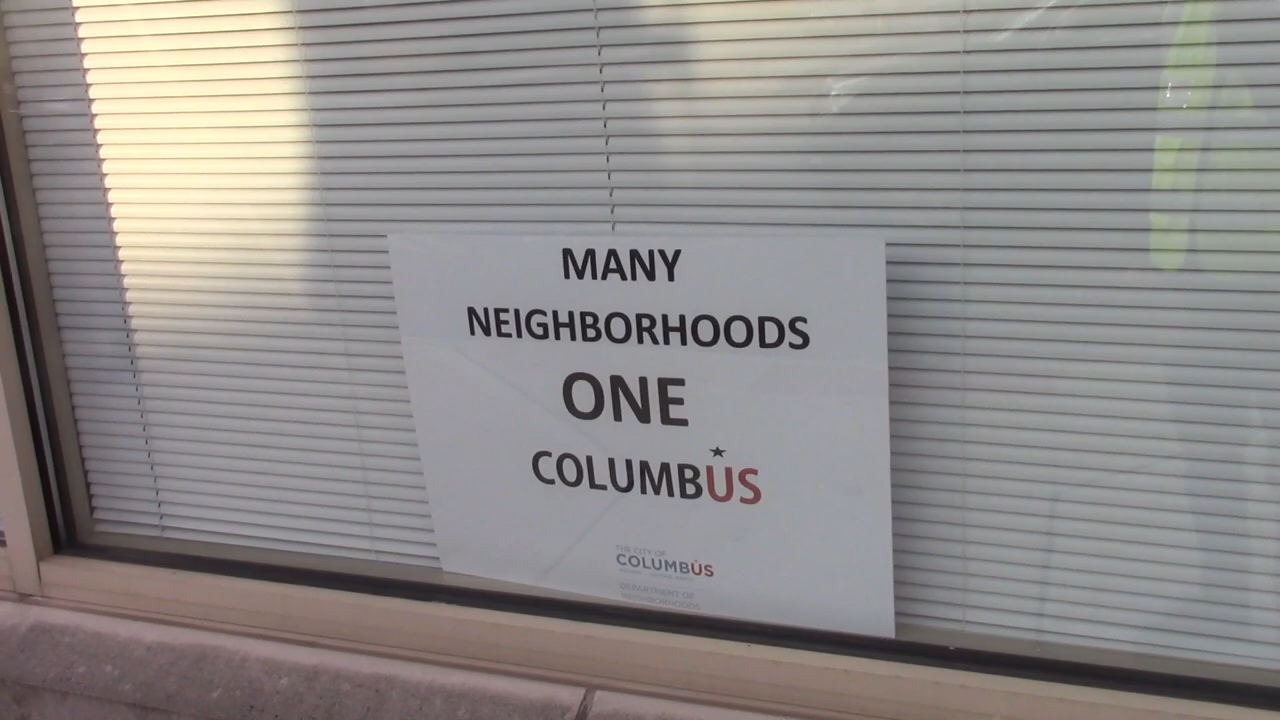 MANY
NEIGHBORHOODS
ONE
COLUMBUS
THE CITY OF
COLUMBUS
DEPARTMENT OF
NEIGHBORHOODS